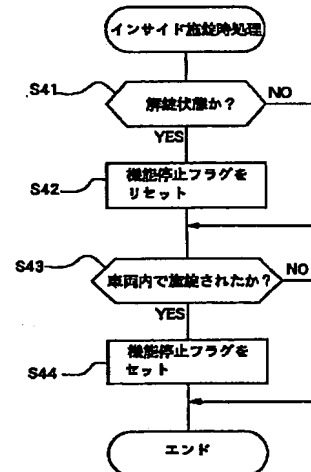 インサイド施錠時処理
S41
解錠状態か?
NO
YES
機能停止フラグを
リセット
S42
S43
車両内で施錠されたか?
NO
YES
機能停止フラグを
セット
S44
エンド